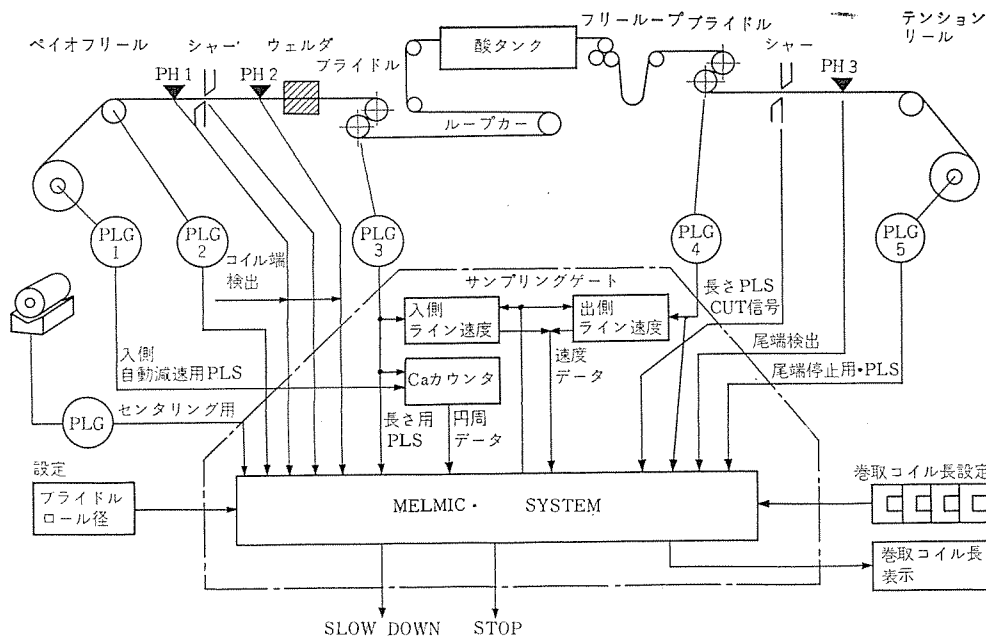 フリーループ ブライドル
テンション
リール
ペイオフリール シャー ウェルダ
ブライドル
酸タンク
シャー
PH1
PH2
PH3
ループカー
PLG
1
PLG
2
PLG
3
PLG
4
PLG
5
コイル端
検出
サンプリングゲート
入側
ライン速度
出側
ライン速度
長さPLS
CUT信号
尾端検出
尾端停止用・PLS
速度
データ
入側
自動減速用PLS
Caカウンタ
PLG
センタリング用
長さ用
PLS
円周
データ
設定
ブライドル
ロール径
MELMIC・ SYSTEM
巻取コイル長設定
巻取コイル長
表示
SLOW DOWN STOP